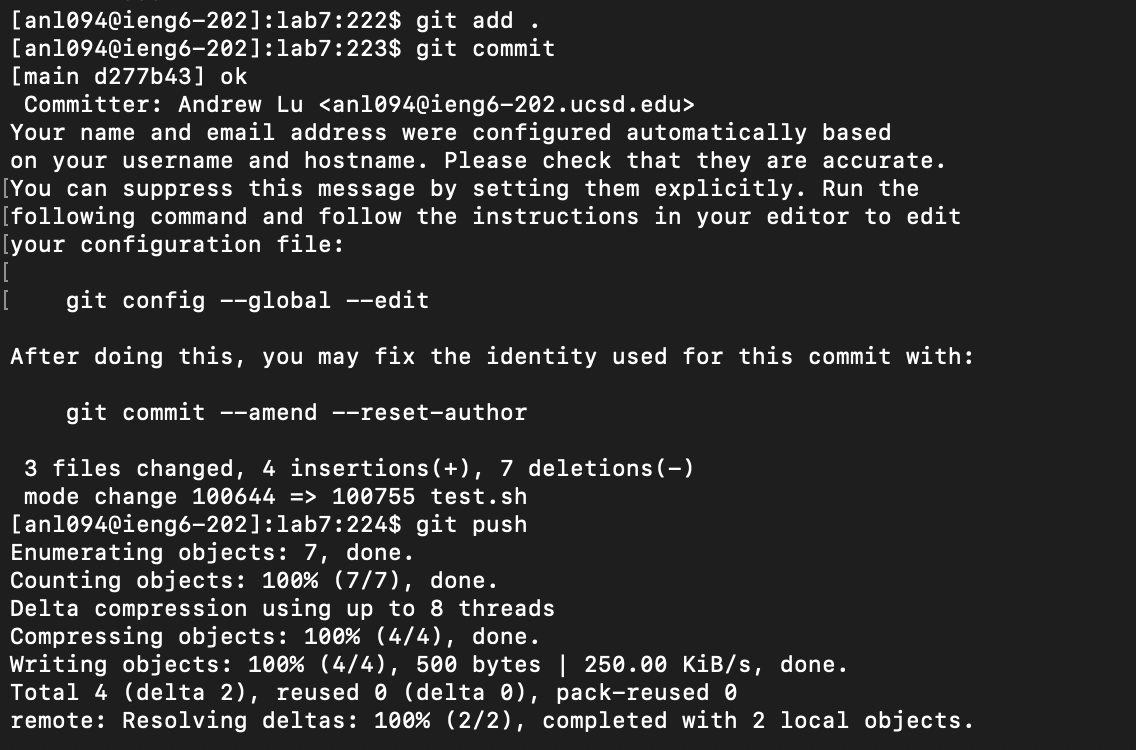 [anl094@ieng6-202]:lab7:222$ git add .
[anl094@ieng6-202]:lab7:223$ git commit
[main d277b43] ok
 Committer: Andrew Lu <anl094@ieng6-202.ucsd.edu>
Your name and email address were configured automatically based
on your username and hostname. Please check that they are accurate.
[You can suppress this message by setting them explicitly. Run the
[following command and follow the instructions in your editor to edit
[your configuration file:
[
[    git config --global --edit

After doing this, you may fix the identity used for this commit with:

    git commit --amend --reset-author

 3 files changed, 4 insertions(+), 7 deletions(-)
 mode change 100644 => 100755 test.sh
[anl094@ieng6-202]:lab7:224$ git push
Enumerating objects: 7, done.
Counting objects: 100% (7/7), done.
Delta compression using up to 8 threads
Compressing objects: 100% (4/4), done.
Writing objects: 100% (4/4), 500 bytes | 250.00 KiB/s, done.
Total 4 (delta 2), reused 0 (delta 0), pack-reused 0
remote: Resolving deltas: 100% (2/2), completed with 2 local objects.